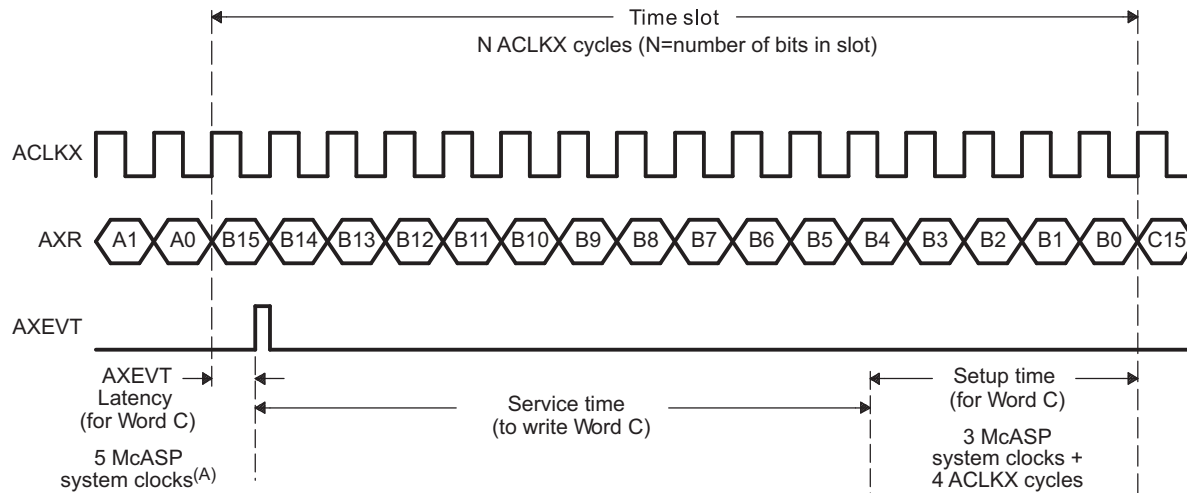 Time slot
N ACLKX cycles (N=number of bits in slot)
ACLKX
AXR
A1 A0 B15 B14 B13 B12 B11 B10 B9 B8 B7 B6 B5 B4 B3 B2 B1 B0 C15
AXEVT
AXEVT
Latency
(for Word C)
5 McASP
system clocks(A)
Service time
(to write Word C)
Setup time
(for Word C)
3 McASP
system clocks +
4 ACLKX cycles